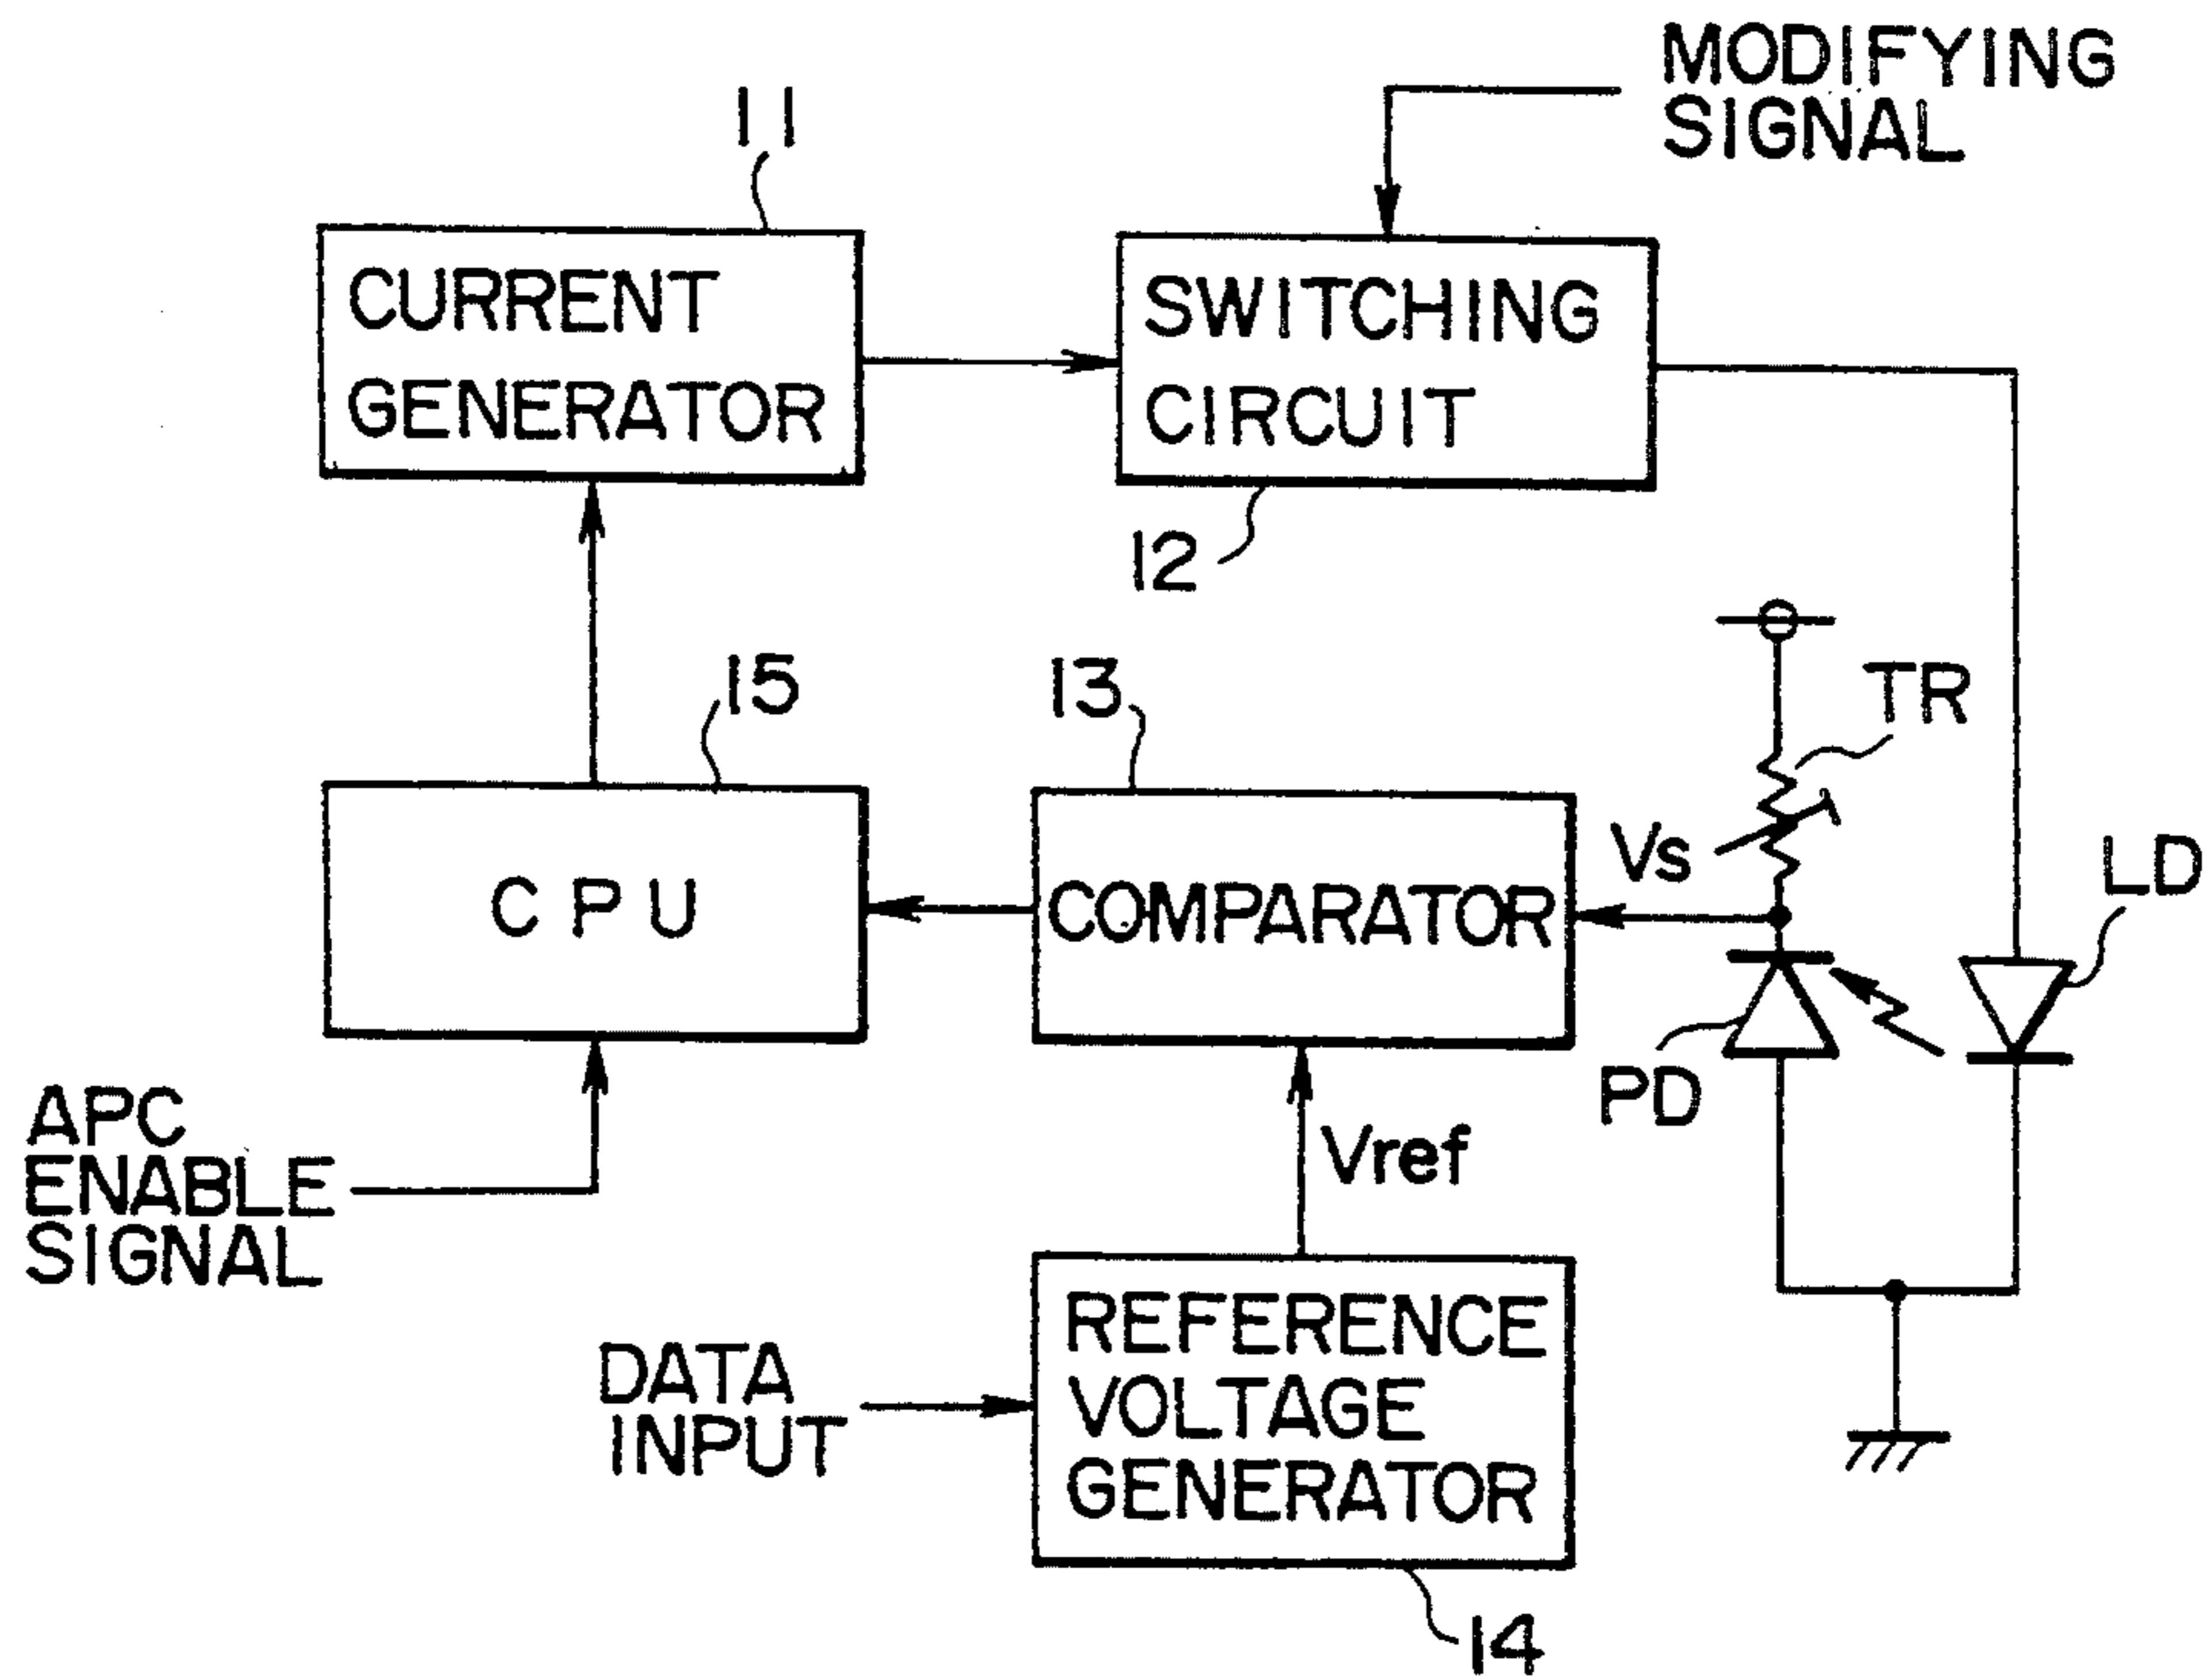 MODIFYING
SIGNAL
11
CURRENT
GENERATOR
SWITCHING
CIRCUIT
12
15
13
TR
CPU
COMPARATOR
Vs
LD
PD
APC
ENABLE
SIGNAL
Vref
DATA
INPUT
REFERENCE
VOLTAGE
GENERATOR
14